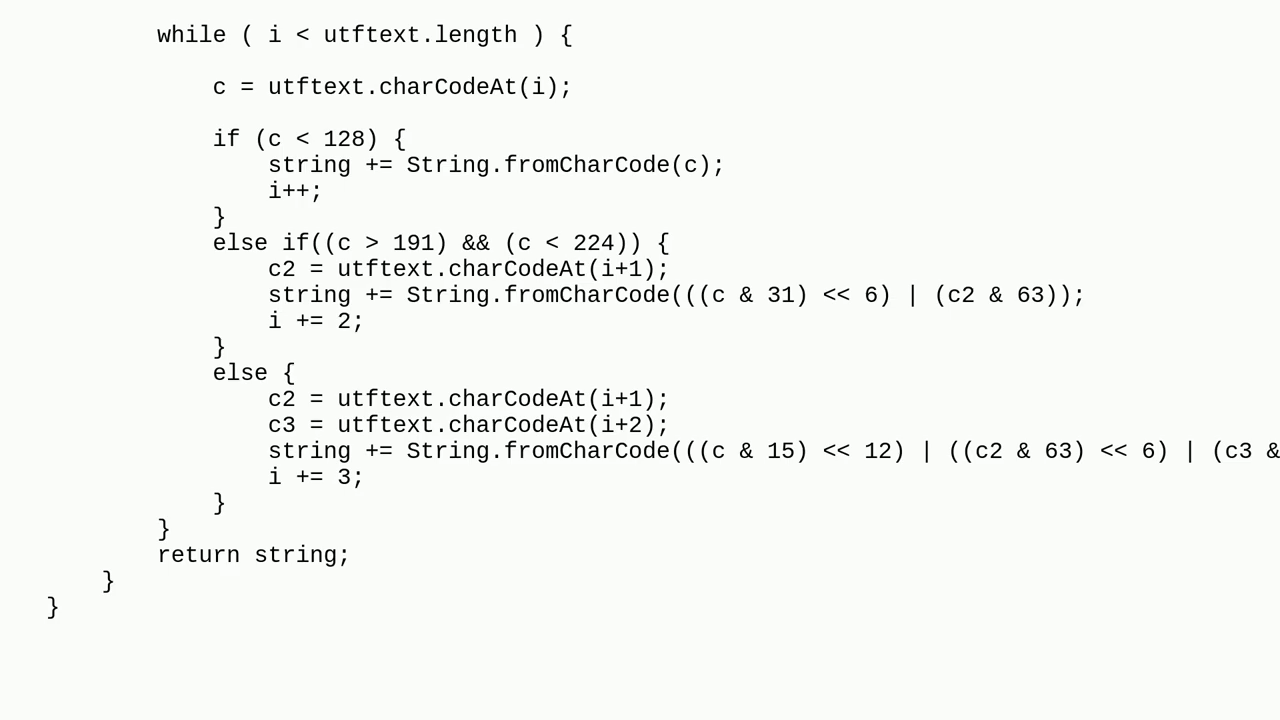 while ( i < utftext.length ) {
c = utftext.charCodeAt(i);
if (c < 128) {
string += String.fromCharCode(c);
i++;
}
else if((c > 191) && (c < 224)) {
c2 = utftext.charCodeAt(i+1);
string += String.fromCharCode(((c & 31) << 6) | (c2 & 63));
i += 2;
}
else {
c2 = utftext.charCodeAt(i+1);
c3 = utftext.charCodeAt(i+2);
string += String.fromCharCode(((c & 15) << 12) | ((c2 & 63) << 6) | (c3 &
i += 3;
}
}
return string;
}
}